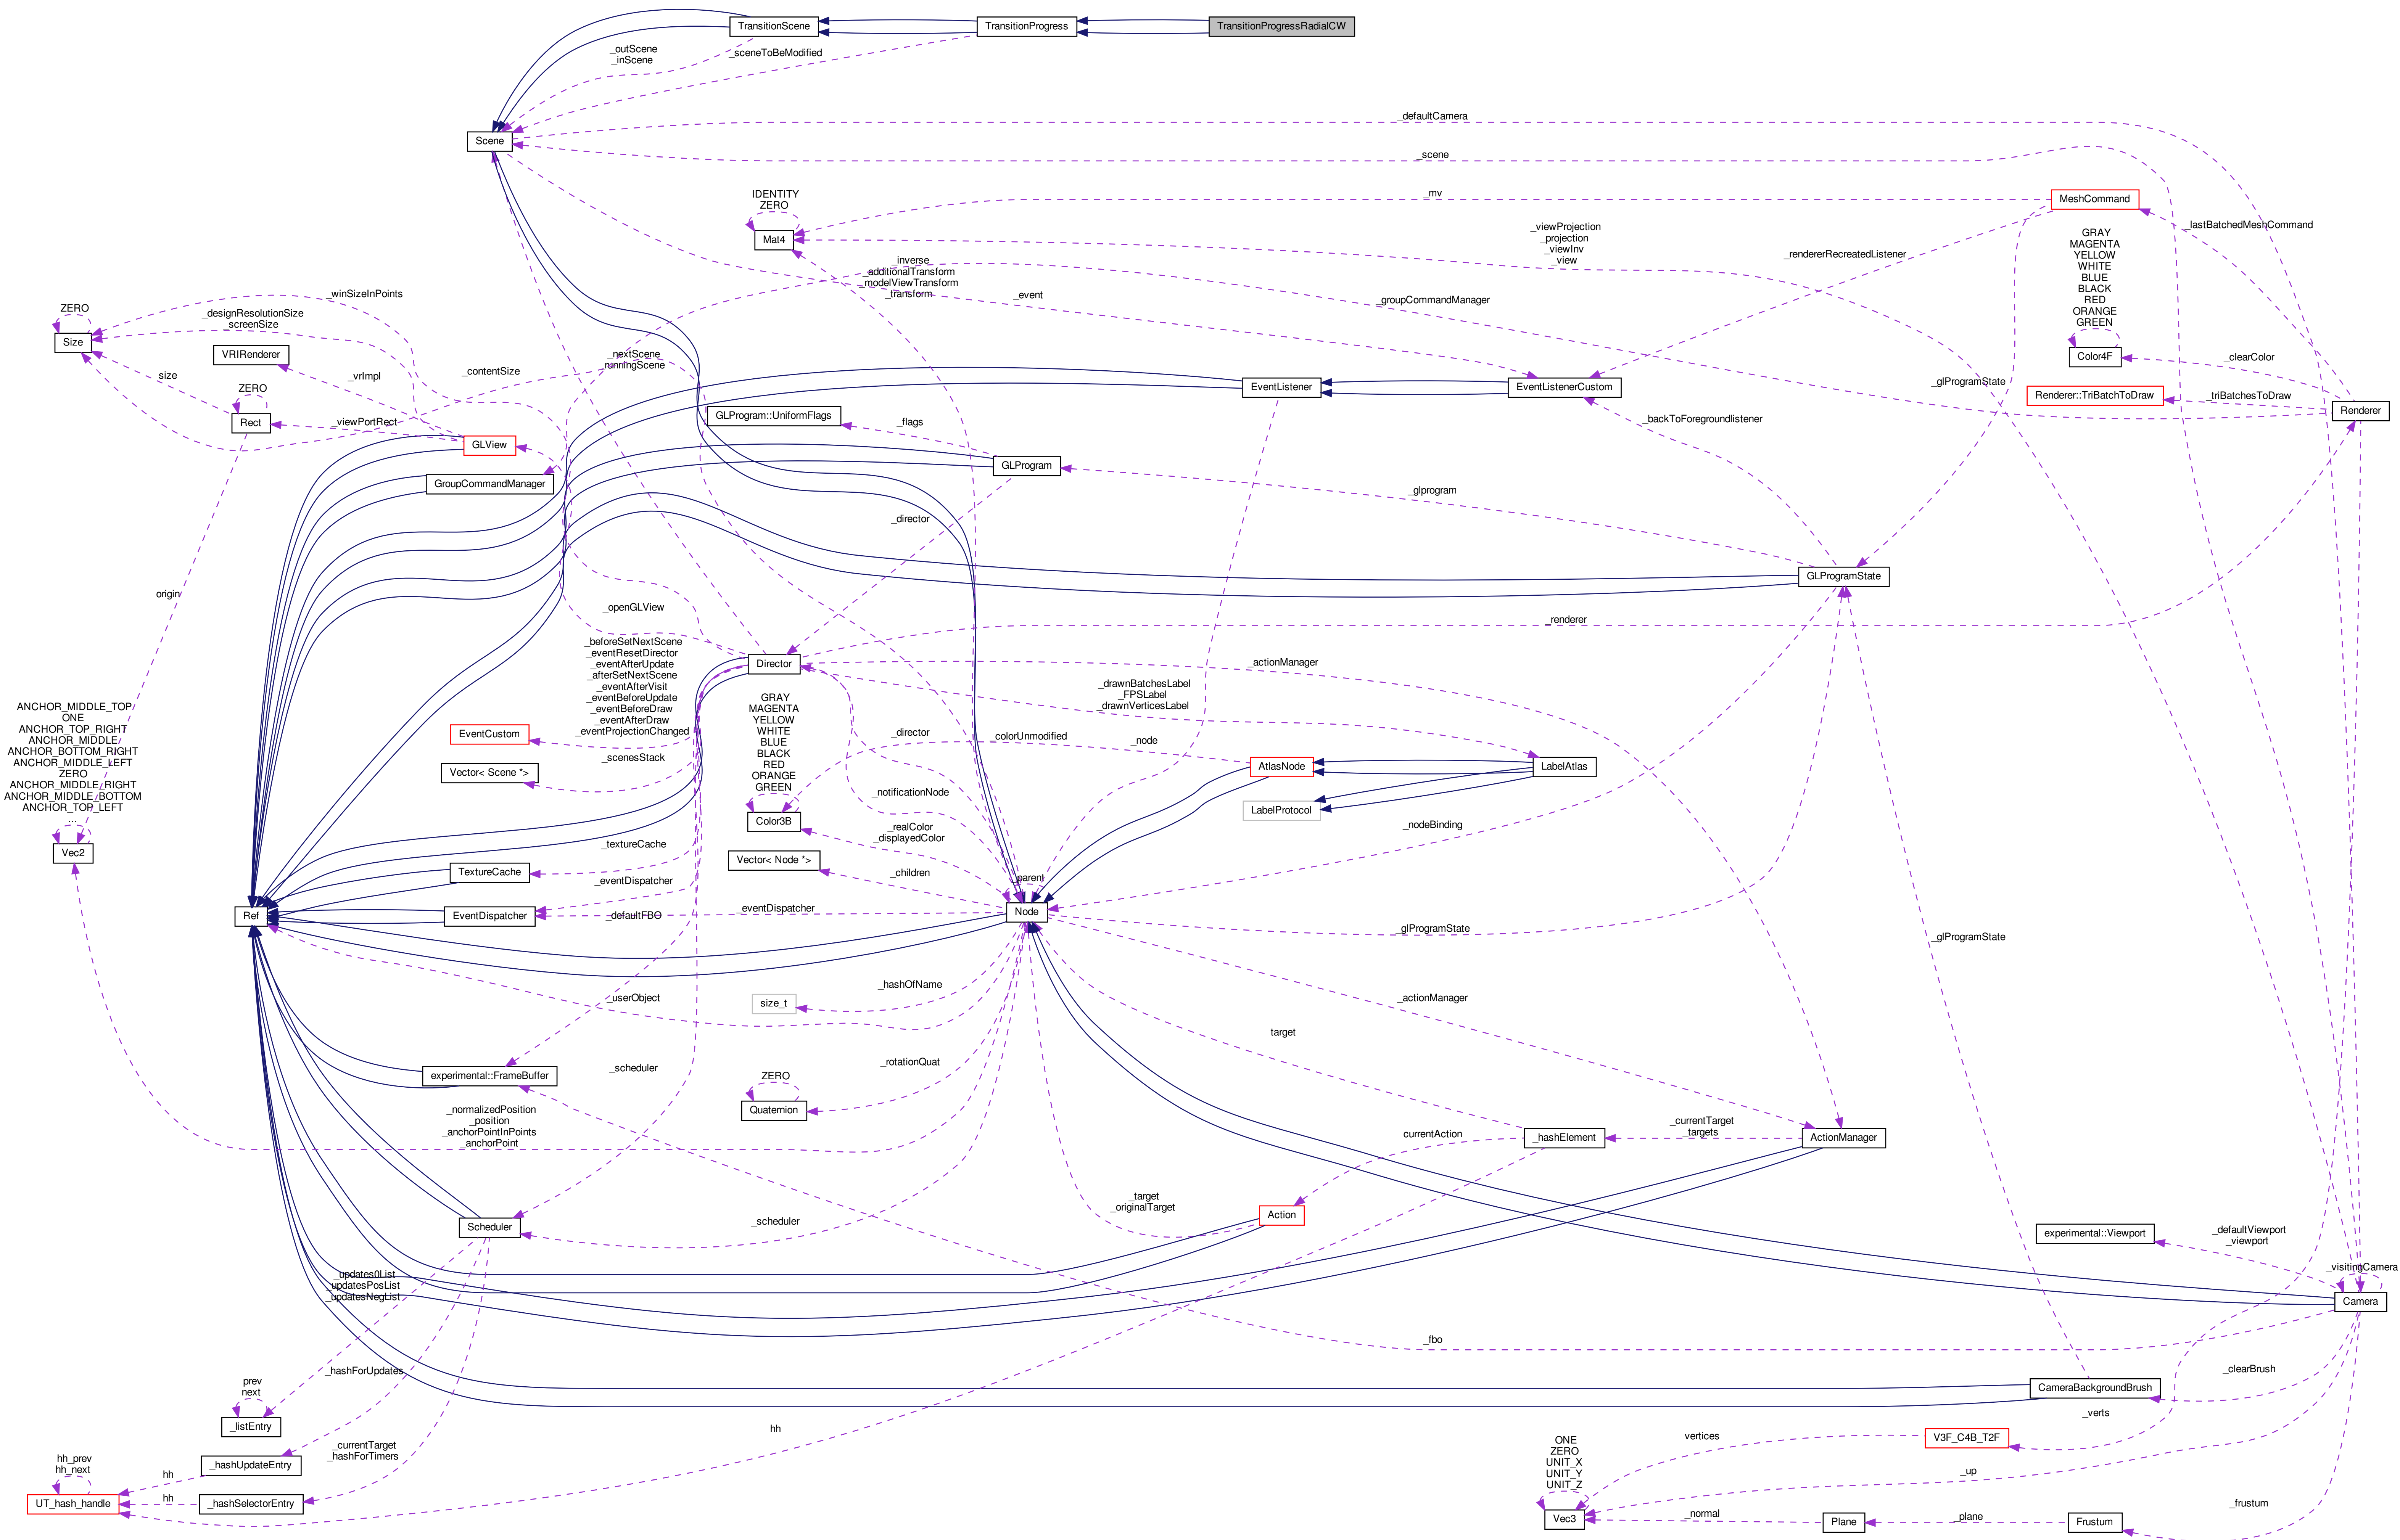 TransitionScene
TransitionProgress
TransitionProgressRadialCW
_outScene
_inScene
_sceneToBeModified
_defaultCamera
Scene
_scene
IDENTITY
ZERO
_mv
MeshCommand
Mat4
_viewProjection
_projection
_viewInv
_view
_lastBatchedMeshCommand
GRAY
MAGENTA
YELLOW
WHITE
BLUE
BLACK
RED
ORANGE
GREEN
_rendererRecreatedListener
_inverse
_additionalTransform
_modelViewTransform
_transform
_winSizeInPoints
_event
_groupCommandManager
ZERO
_designResolutionSize
_screenSize
Size
VRIRenderer
_nextScene
_runningScene
Color4F
_clearColor
_vrImpl
size
_contentSize
ZERO
EventListener
EventListenerCustom
_glProgramState
Renderer::TriBatchToDraw
_triBatchesToDraw
Renderer
GLProgram::UniformFlags
_flags
_backToForegroundlistener
Rect
_viewPortRect
GLView
GLProgram
GroupCommandManager
_glprogram
_director
GLProgramState
origin
_openGLView
_renderer
_beforeSetNextScene
_eventResetDirector
_eventAfterUpdate
_afterSetNextScene
_eventAfterVisit
_eventBeforeUpdate
_eventBeforeDraw
_eventAfterDraw
_eventProjectionChanged
Director
_actionManager
_drawnBatchesLabel
_FPSLabel
_drawnVerticesLabel
GRAY
MAGENTA
YELLOW
WHITE
BLUE
BLACK
RED
ORANGE
GREEN
ANCHOR_MIDDLE_TOP
ONE
ANCHOR_TOP_RIGHT
ANCHOR_MIDDLE
ANCHOR_BOTTOM_RIGHT
ANCHOR_MIDDLE_LEFT
ZERO
ANCHOR_MIDDLE_RIGHT
ANCHOR_MIDDLE_BOTTOM
ANCHOR_TOP_LEFT
...
EventCustom
_director
_colorUnmodified
_node
_scenesStack
Vector< Scene *>
AtlasNode
LabelAtlas
_notificationNode
LabelProtocol
Color3B
_realColor
_displayedColor
_nodeBinding
Vec2
_textureCache
Vector< Node *>
TextureCache
_children
_parent
_eventDispatcher
Ref
EventDispatcher
_defaultFBO
_eventDispatcher
Node
_glProgramState
_glProgramState
_hashOfName
_userObject
size_t
_actionManager
target
_rotationQuat
_scheduler
experimental::FrameBuffer
ZERO
Quaternion
_normalizedPosition
_position
_anchorPointInPoints
_anchorPoint
currentAction
_hashElement
_currentTarget
_targets
ActionManager
_target
_originalTarget
Action
_scheduler
Scheduler
experimental::Viewport
_defaultViewport
_viewport
_visitingCamera
_updates0List
_updatesPosList
_updatesNegList
Camera
_fbo
_hashForUpdates
_clearBrush
prev
next
CameraBackgroundBrush
_listEntry
_verts
hh
vertices
V3F_C4B_T2F
_currentTarget
_hashForTimers
ONE
ZERO
UNIT_X
UNIT_Y
UNIT_Z
hh_prev
hh_next
_hashUpdateEntry
hh
_up
UT_hash_handle
hh
_hashSelectorEntry
_frustum
Vec3
_normal
Plane
_plane
Frustum